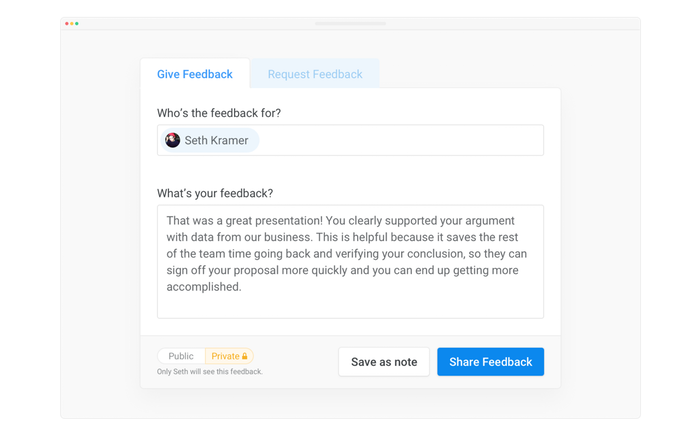 Give Feedback
Request Feedback
Who's the feedback for?
Seth Kramer
What's your feedback?
That was a great presentation! You clearly supported your argument
with data from our business. This is helpful because it saves the rest
of the team time going back and verifying your conclusion, so they can
sign off your proposal more quickly and you can end up getting more
accomplished.
Public
Private
Only Seth will see this feedback.
Save as note
Share Feedback